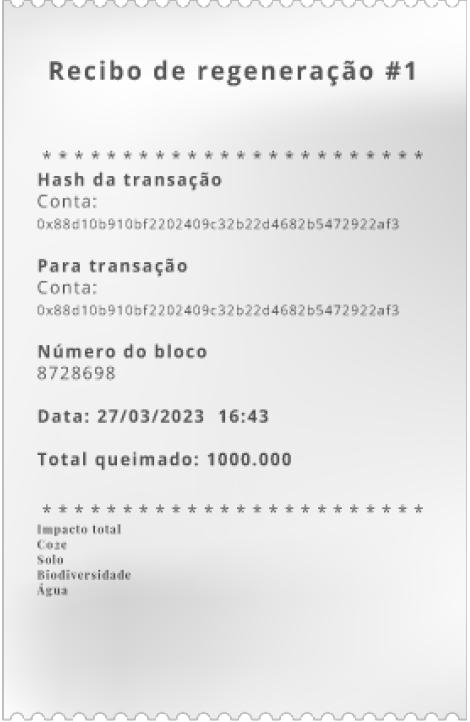 Recibo de regeneração #1
* * * * * * * * * * * * * * * * * * * * * * * *
Hash da transação
Conta:
0x88d10b910bf2202409c32b22d4682b5472922af3
Para transação
Conta:
0x88d10b910bf2202409c32b22d4682b5472922af3
Número do bloco
8728698
Data: 27/03/2023 16:43
Total queimado: 1000.000
* * * * * * * * * * * * * * * * * * * * * * * *
Impacto total
Co2e
Solo
Biodiversidade
Água